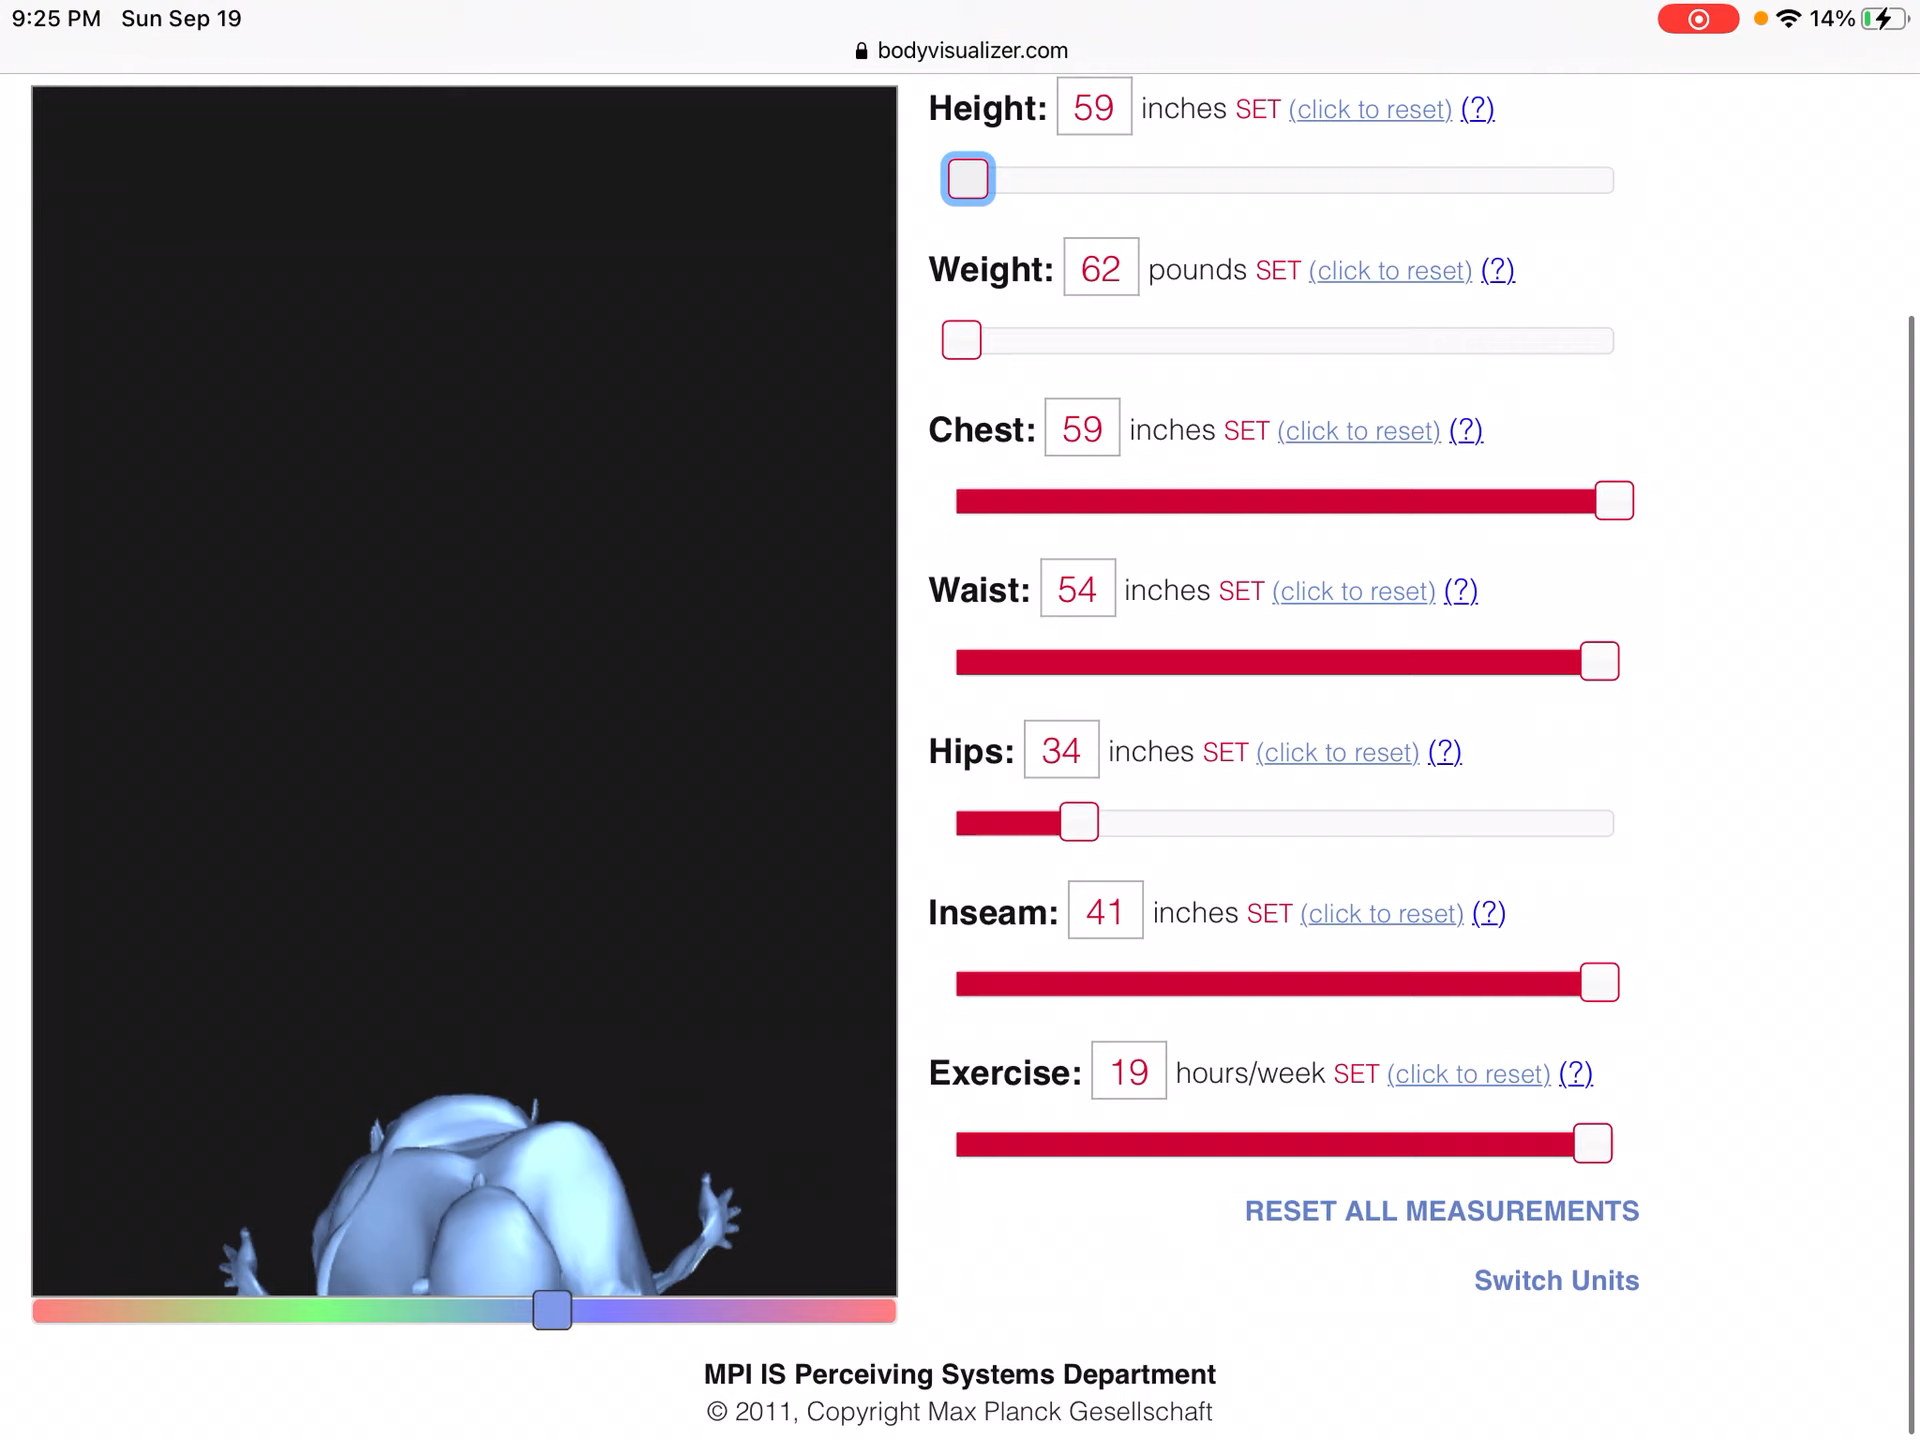 9:25 PM Sun Sep 19 14%
bodyvisualizer.com
Height: 59 inches SET (click to reset) (?)
Weight: 62 pounds SET (click to reset) (?)
Chest: 59 inches SET (click to reset) (?)
Waist: 54 inches SET (click to reset) (?)
Hips: 34 inches SET (click to reset) (?)
Inseam: 41 inches SET (click to reset) (?)
Exercise: 19 hours/week SET (click to reset) (?)
RESET ALL MEASUREMENTS
Switch Units
MPI IS Perceiving Systems Department
© 2011, Copyright Max Planck Gesellschaft